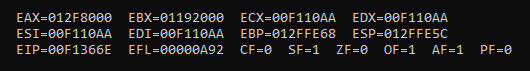 EAX=012F8000 EBX=01192000 ECX=00F110AA EDX=00F110AA
ESI=00F110AA EDI=00F110AA EBP=012FFE68 ESP=012FFE5C
EIP=00F1366E EFL=00000A92 CF=0 SF=1 ZF=0 OF=1 AF=1 PF=0